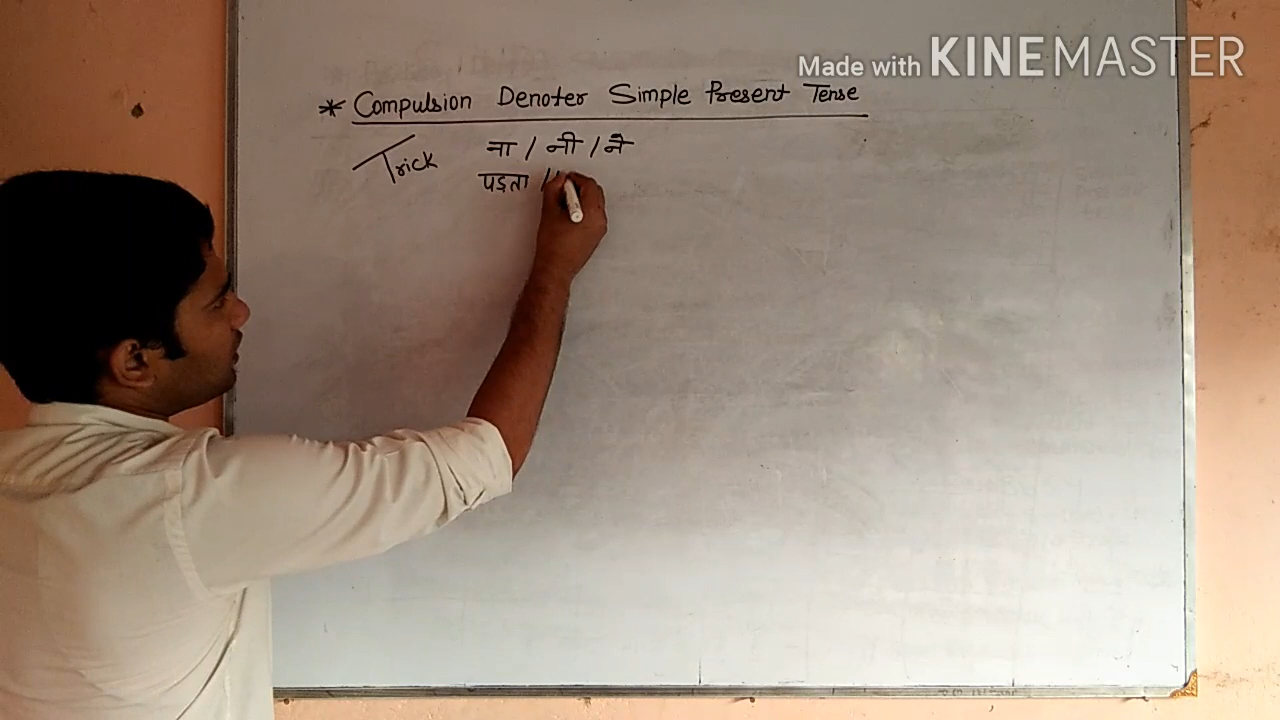 Made with KINEMASTER
* Compulsion Denoter Simple Present Tense
Trick ना / नी / ने
पड़ता /